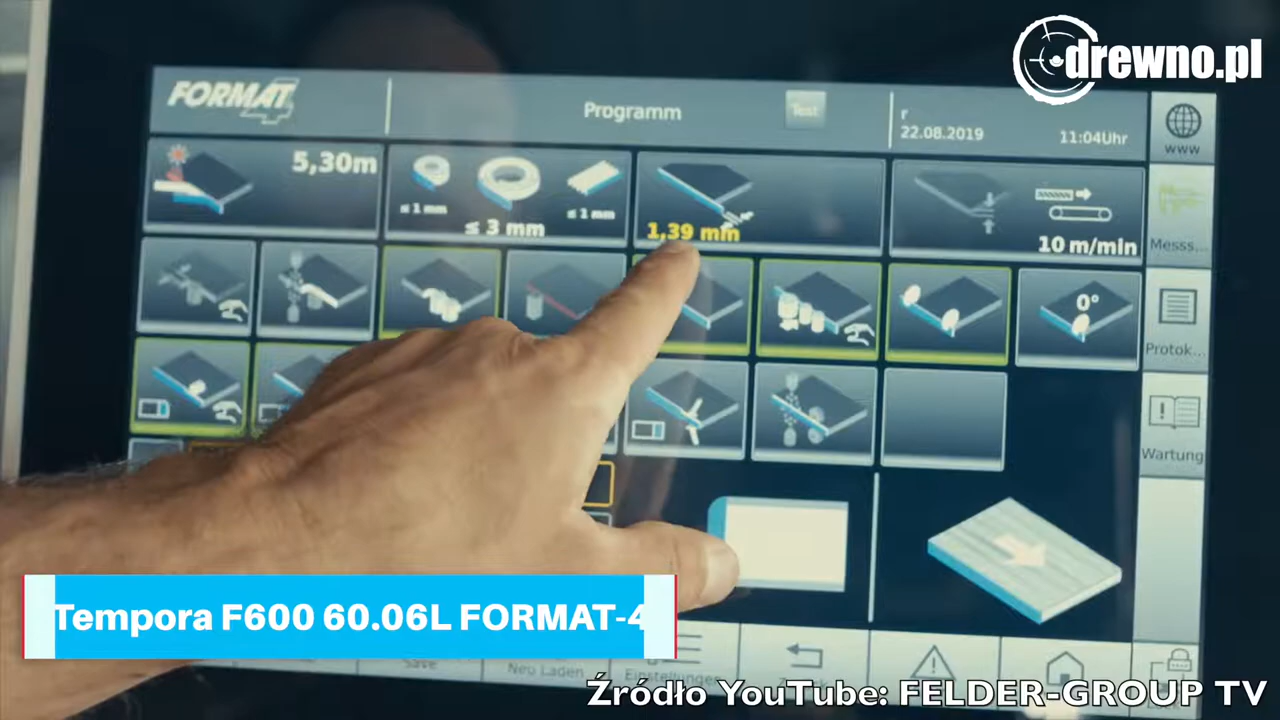 drewno.pl
FORMAT4
Programm
Test
r
22.08.2019
11:04Uhr
www
5,30m
≤ 1 mm
≤ 3 mm
≤ 1 mm
1,39 mm
10 m/min
Messs...
0°
Protok...
Wartung
Tempora F600 60.06L FORMAT-4
Save
Neu Laden
Einstellungen
Źródło YouTube: FELDER-GROUP TV